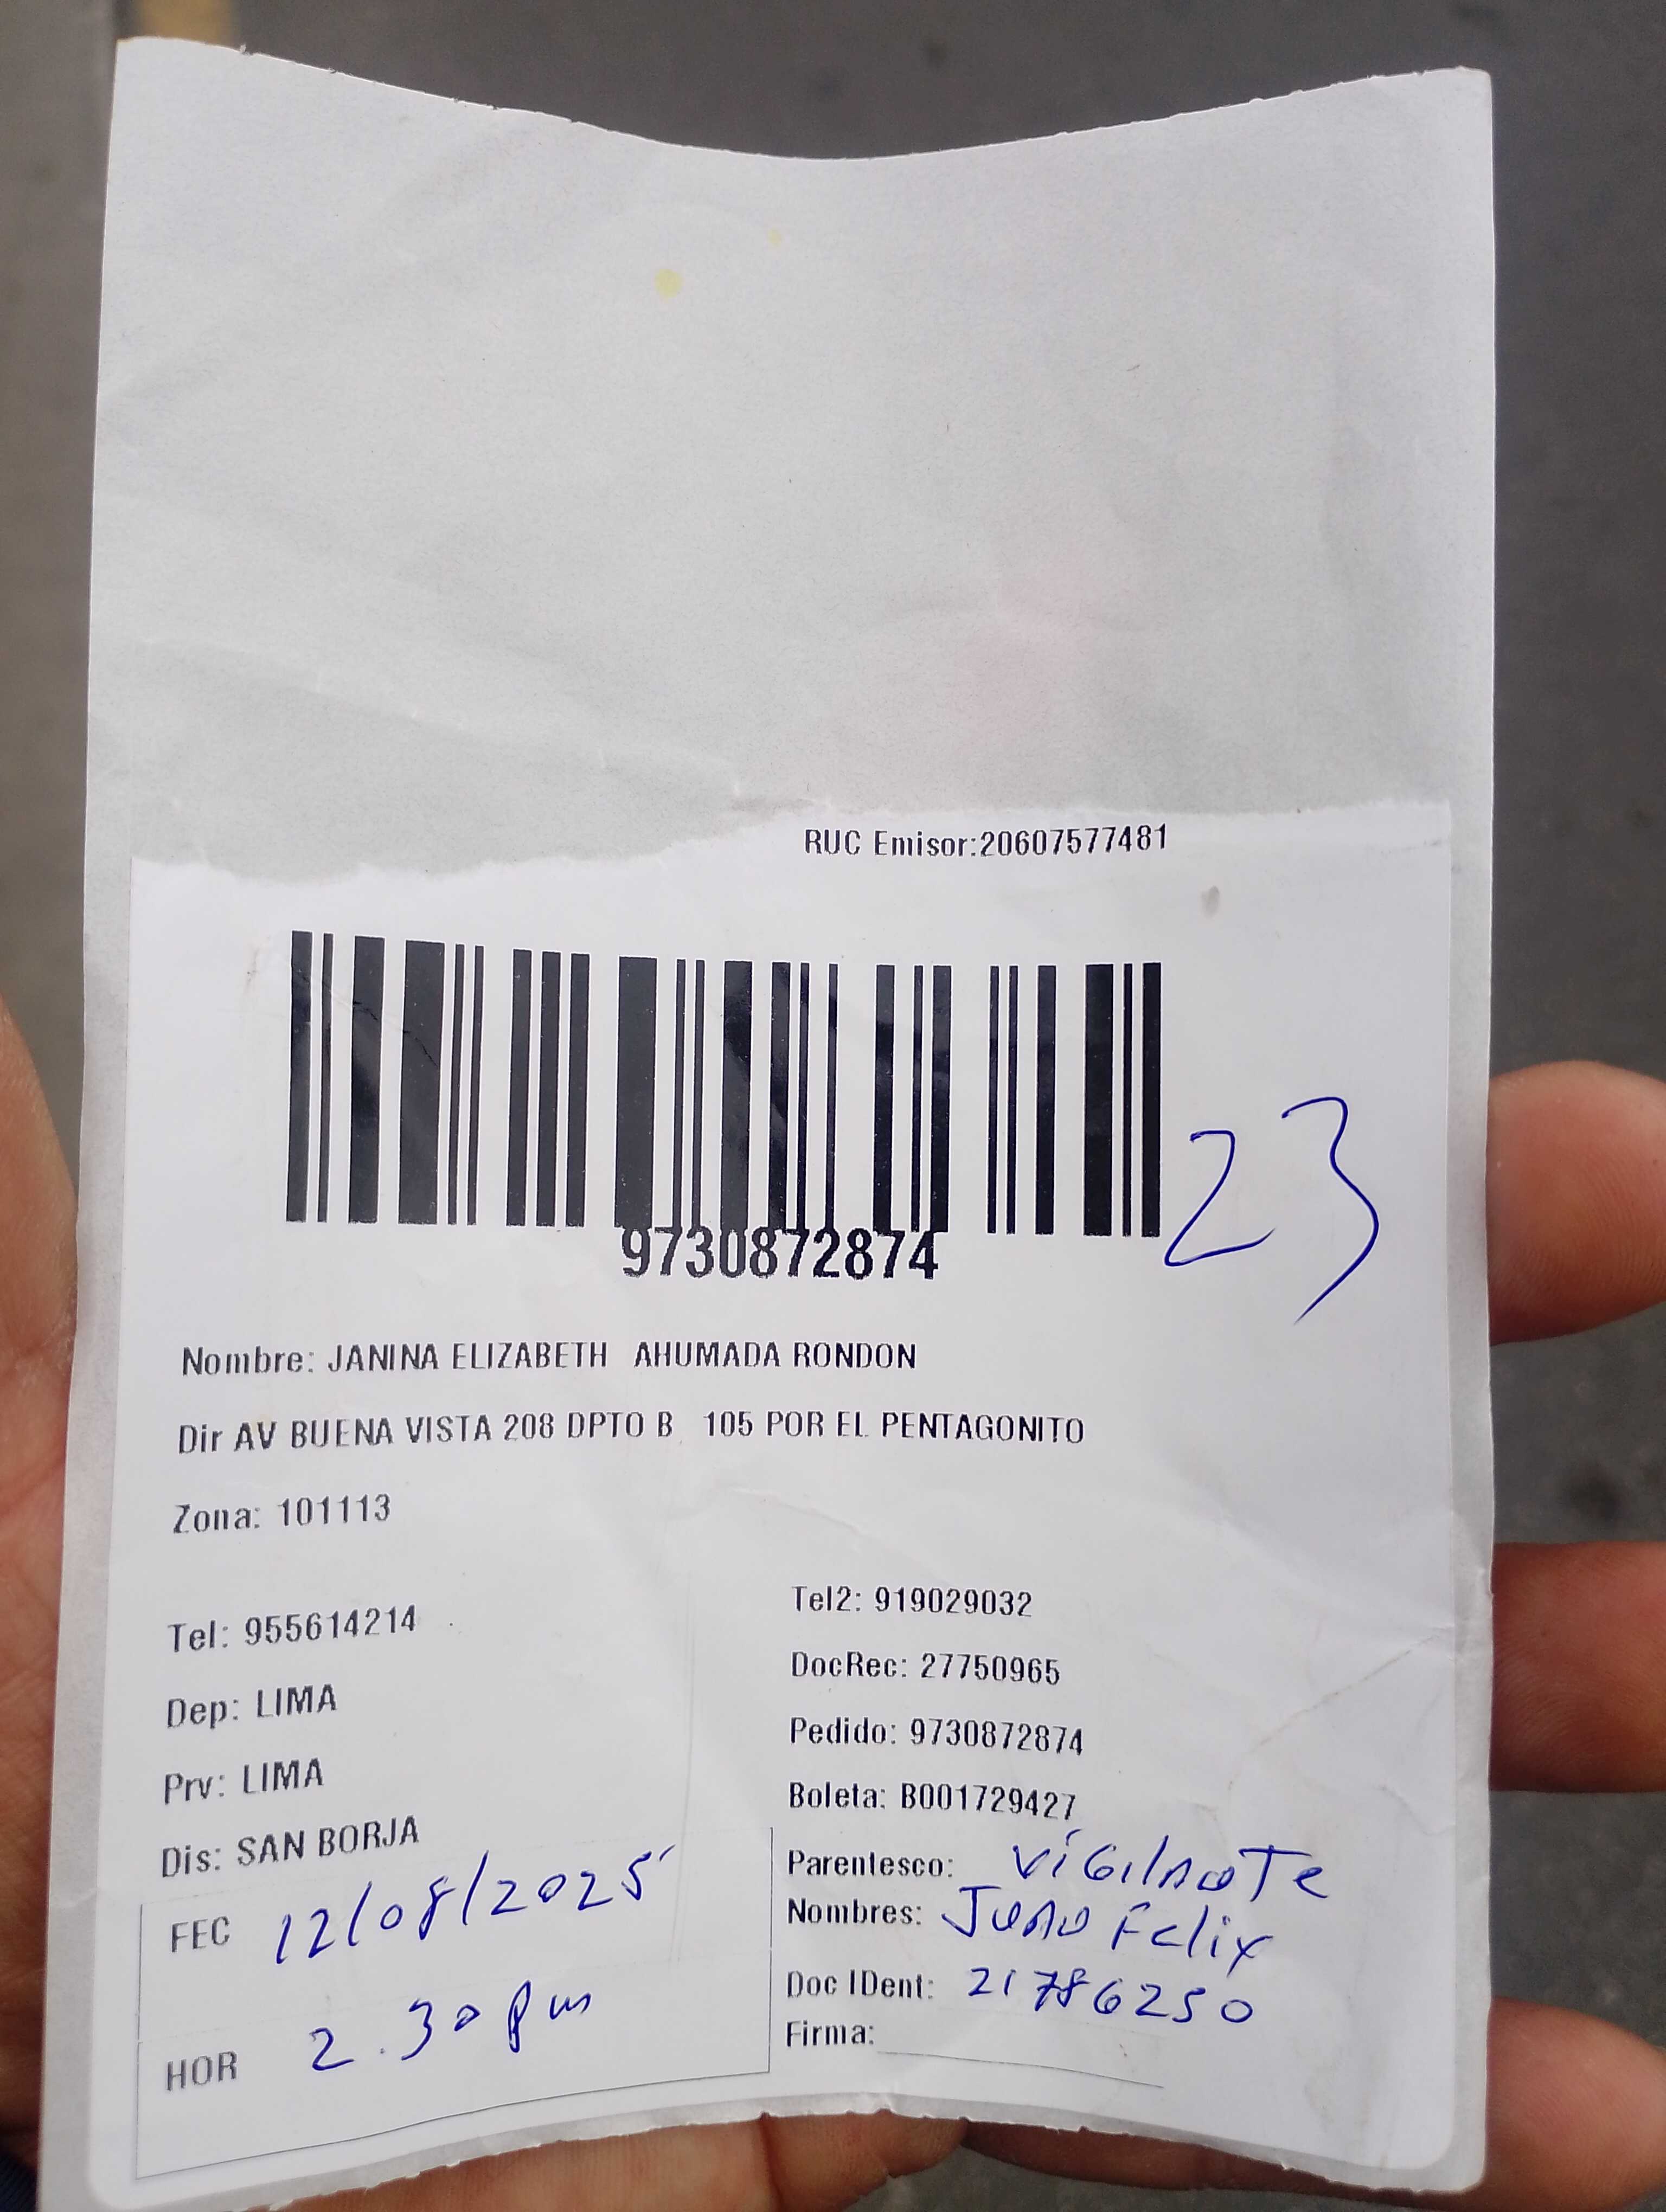 RUC Emisor:20607577481
9730872874
23
Nombre: JANINA ELIZABETH AHUMADA RONDON
Dir AV BUENA VISTA 208 DPTO B 105 POR EL PENTAGONITO
Zona: 101113
Tel: 955614214
Tel2: 919029032
DocRec: 27750965
Dep: LIMA
Pedido: 9730872874
Prv: LIMA
Boleta: B001729427
Dis: SAN BORJA
Parentesco: vigilante
FEC 12/08/2025
Nombres: Juan Felix
Doc IDent: 21786250
HOR 2.30 pm
Firma: